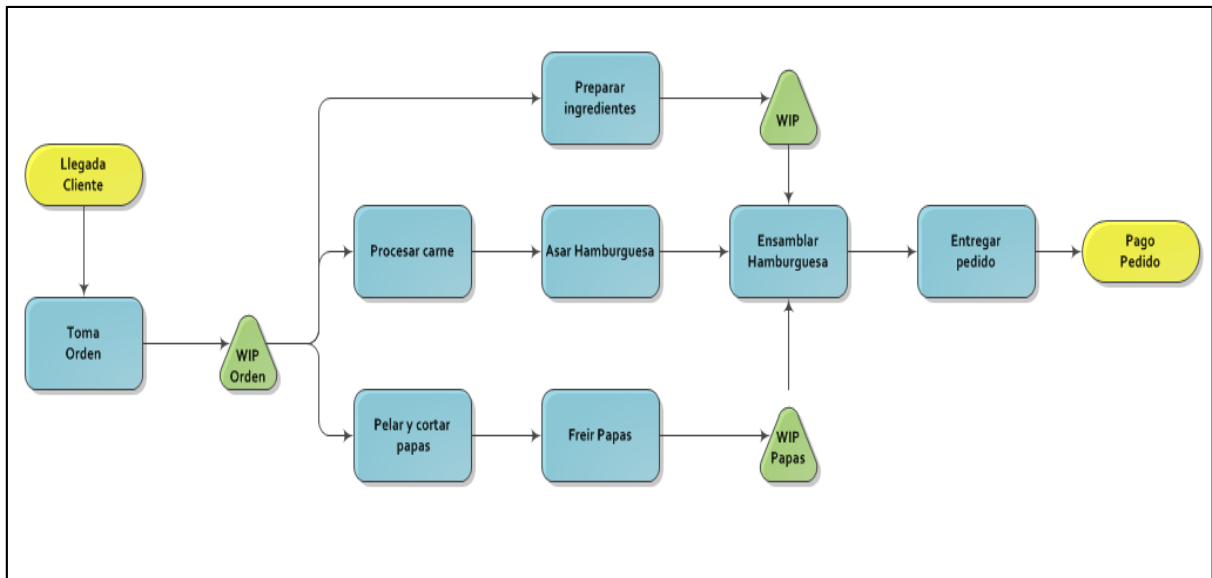 Preparar
ingredientes
WIP
Llegada
Cliente
Procesar carne
Asar Hamburguesa
Ensamblar
Hamburguesa
Entregar
pedido
Pago
Pedido
Toma
Orden
WIP
Orden
Pelar y cortar
papas
Freir Papas
WIP
Papas